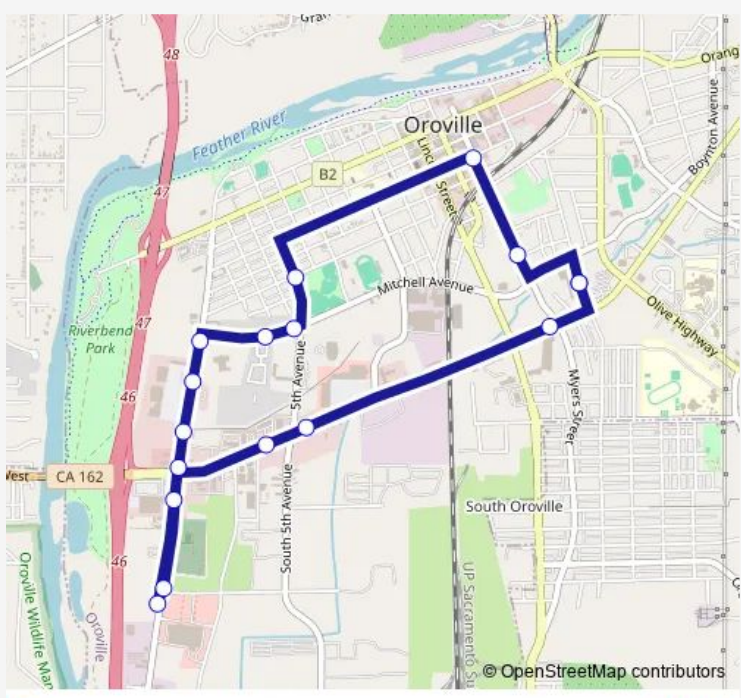 48
Feather River
Oroville
Orang
Boynton Avenue
B2
Linc
Street
47
Mitchell Avenue
Olive Highway
47
Riverbend
Park
5th Avenue
46
Myers Street
West
CA 162
South 5th Avenue
South Oroville
46
Oroville Wildlife
Oroville
UP Sacramento Su
© OpenStreetMap contributors